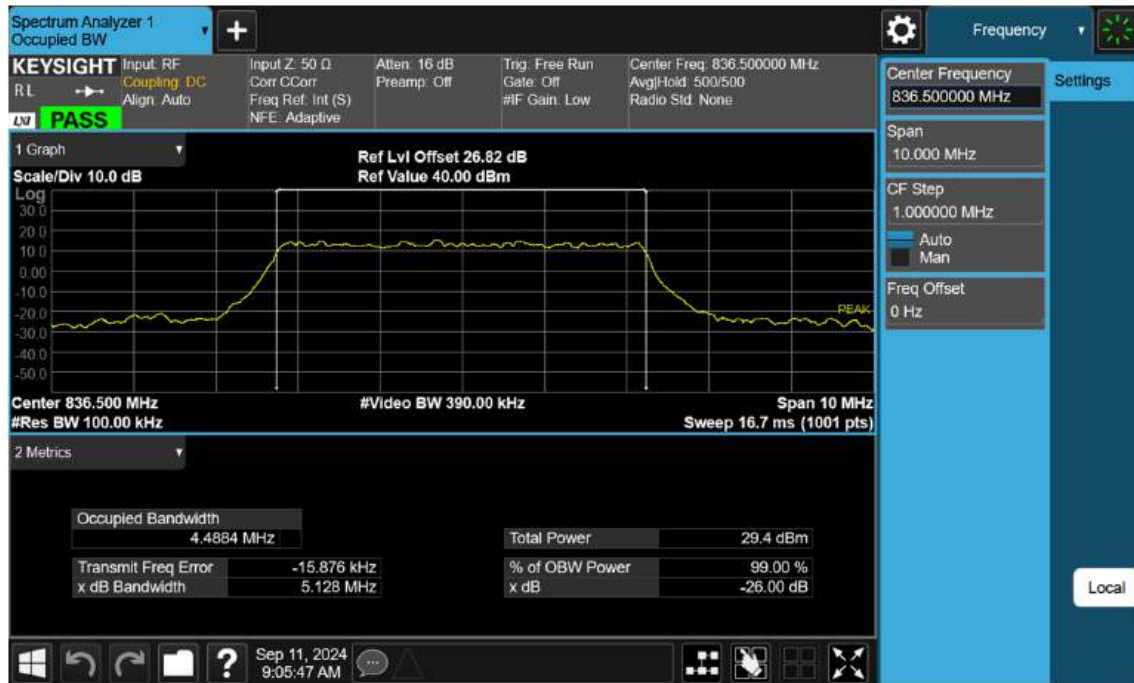 Spectrum Analyzer 1
Occupied BW
+
Frequency
KEYSIGHT
Input: RF
Coupling: DC
Align: Auto
Input Z: 50 Ω
Corr CCorr
Freq Ref: Int (S)
NFE: Adaptive
Atten: 16 dB
Preamp: Off
Trig: Free Run
Gate: Off
#IF Gain: Low
Center Freq: 836.500000 MHz
Avg|Hold: 500/500
Radio Std: None
R L
LXI
PASS
Center Frequency
836.500000 MHz
Settings
Span
10.000 MHz
CF Step
1.000000 MHz
Auto
Man
Freq Offset
0 Hz
Local
1 Graph
Scale/Div 10.0 dB
Ref Lvl Offset 26.82 dB
Ref Value 40.00 dBm
Log
30.0
20.0
10.0
0.00
-10.0
-20.0
-30.0
-40.0
-50.0
PEAK
Center 836.500 MHz
#Video BW 390.00 kHz
Span 10 MHz
#Res BW 100.00 kHz
Sweep 16.7 ms (1001 pts)
2 Metrics
Occupied Bandwidth
4.4884 MHz
Total Power 29.4 dBm
Transmit Freq Error -15.876 kHz
% of OBW Power 99.00 %
x dB Bandwidth 5.128 MHz
x dB -26.00 dB
?
Sep 11, 2024
9:05:47 AM